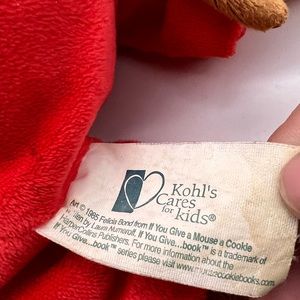 Kohl's
Cares
for
kids®
Art © 1985 Felicia Bond from If You Give a Mouse a Cookie
Written by Laura Numeroff. If You Give...book™ is a trademark of
HarperCollins Publishers. For more information about the
If You Give...book™ series please visit www.mousecookiebooks.com